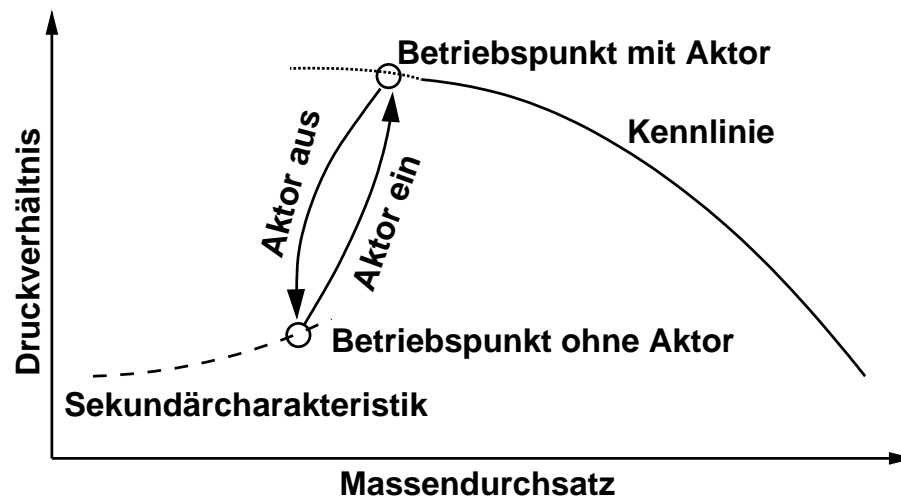 Betriebspunkt mit Aktor
Kennlinie
Aktor aus
Aktor ein
Druckverhältnis
Betriebspunkt ohne Aktor
Sekundärcharakteristik
Massendurchsatz